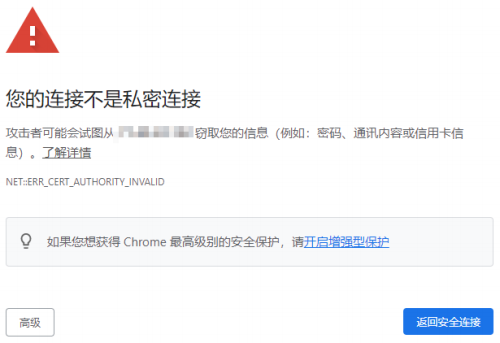 您的连接不是私密连接
攻击者可能会试图从 窃取您的信息（例如：密码、通讯内容或信用卡信
息）。了解详情
NET::ERR_CERT_AUTHORITY_INVALID
如果您想获得 Chrome 最高级别的安全保护，请开启增强型保护
高级
返回安全连接